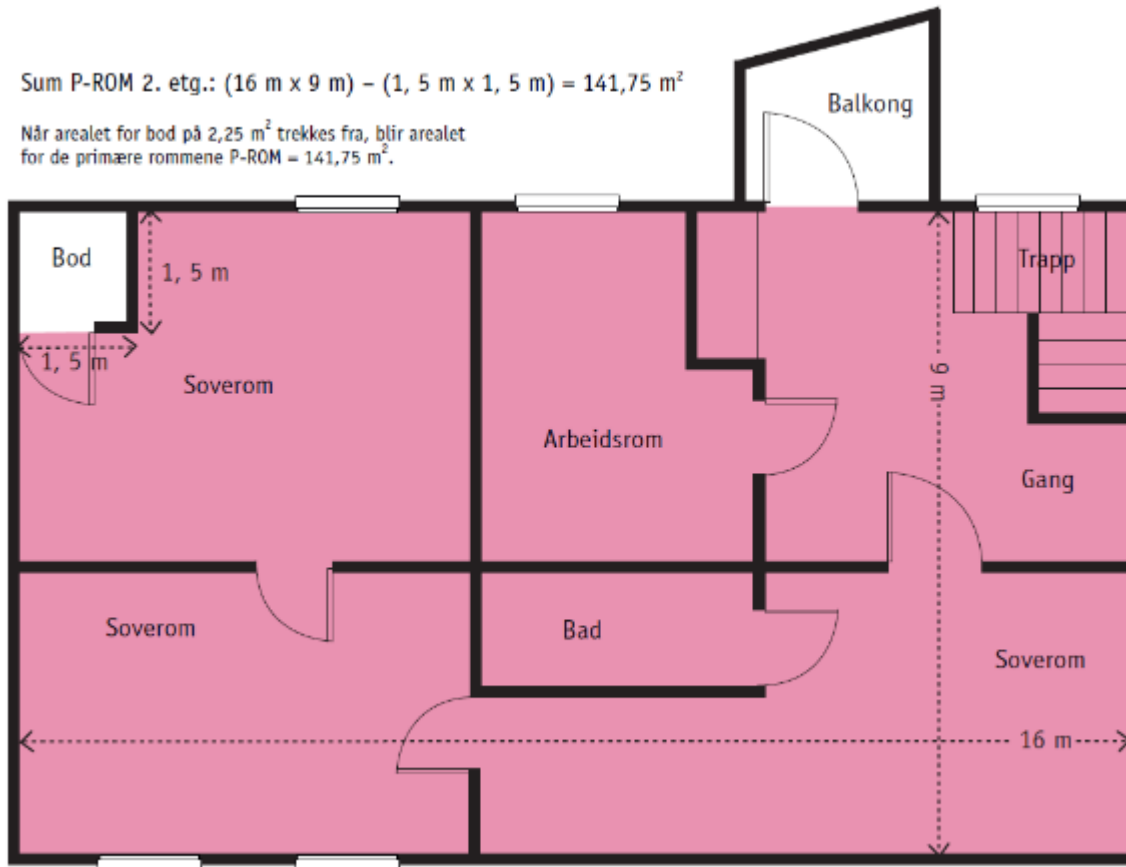 Sum P-ROM 2. etg.: (16 m x 9 m) – (1, 5 m x 1, 5 m) = 141,75 m²
Når arealet for bod på 2,25 m² trekkes fra, blir arealet
for de primære rommene P-ROM = 141,75 m².
Balkong
Bod
1, 5 m
Trapp
1, 5 m
Soverom
9 m
Arbeidsrom
Gang
Soverom
Bad
Soverom
16 m